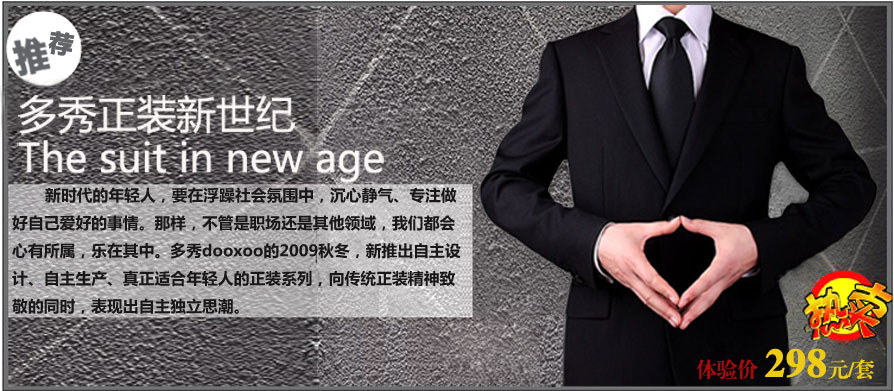 推荐
多秀正装新世纪
The suit in new age
新时代的年轻人，要在浮躁社会氛围中，沉心静气、专注做
好自己爱好的事情。那样，不管是职场还是其他领域，我们都会
心有所属，乐在其中。多秀dooxoo的2009秋冬，新推出自主设
计、自主生产、真正适合年轻人的正装系列，向传统正装精神致
敬的同时，表现出自主独立思潮。
热卖
体验价 298元/套